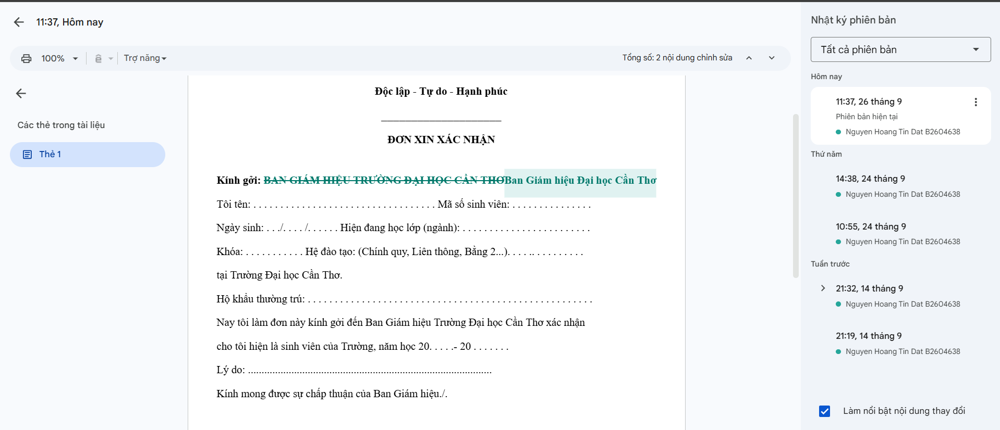 11:37, Hôm nay
100%
Trợ năng
Tổng số: 2 nội dung chỉnh sửa
Các thẻ trong tài liệu
Thẻ 1
Độc lập - Tự do - Hạnh phúc
ĐƠN XIN XÁC NHẬN
Kính gởi: BAN GIÁM HIỆU TRƯỜNG ĐẠI HỌC CẦN THƠBan Giám hiệu Đại học Cần Thơ
Tôi tên: . . . . . . . . . . . . . . . . . . . . . . . . . . . . . . . . . . Mã số sinh viên: . . . . . . . . . . . . . . .
Ngày sinh: . . ./. . . . /. . . . . . Hiện đang học lớp (ngành): . . . . . . . . . . . . . . . . . . . . . . . .
Khóa: . . . . . . . . . . . Hệ đào tạo: (Chính quy, Liên thông, Bằng 2...). . . . .. . . . . . . . . .
tại Trường Đại học Cần Thơ.
Hộ khẩu thường trú: . . . . . . . . . . . . . . . . . . . . . . . . . . . . . . . . . . . . . . . . . . . . . . . . . . . . .
Nay tôi làm đơn này kính gởi đến Ban Giám hiệu Trường Đại học Cần Thơ xác nhận
cho tôi hiện là sinh viên của Trường, năm học 20. . . . .- 20 . . . . . . .
Lý do: ..........................................................................................
Kính mong được sự chấp thuận của Ban Giám hiệu./.
Nhật ký phiên bản
Tất cả phiên bản
Hôm nay
11:37, 26 tháng 9
Phiên bản hiện tại
Nguyen Hoang Tin Dat B2604638
Thứ năm
14:38, 24 tháng 9
Nguyen Hoang Tin Dat B2604638
10:55, 24 tháng 9
Nguyen Hoang Tin Dat B2604638
Tuần trước
21:32, 14 tháng 9
Nguyen Hoang Tin Dat B2604638
21:19, 14 tháng 9
Nguyen Hoang Tin Dat B2604638
Làm nổi bật nội dung thay đổi